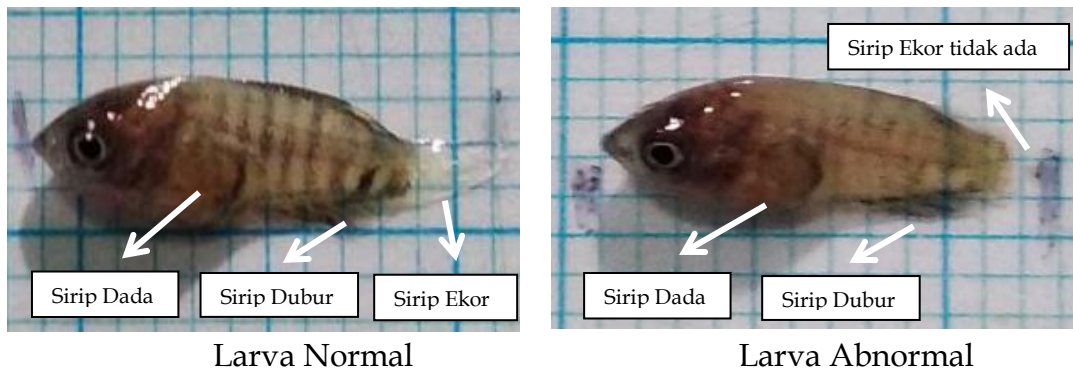 Sirip Ekor tidak ada
Sirip Dada
Sirip Dubur
Sirip Ekor
Sirip Dada
Sirip Dubur
Larva Normal
Larva Abnormal